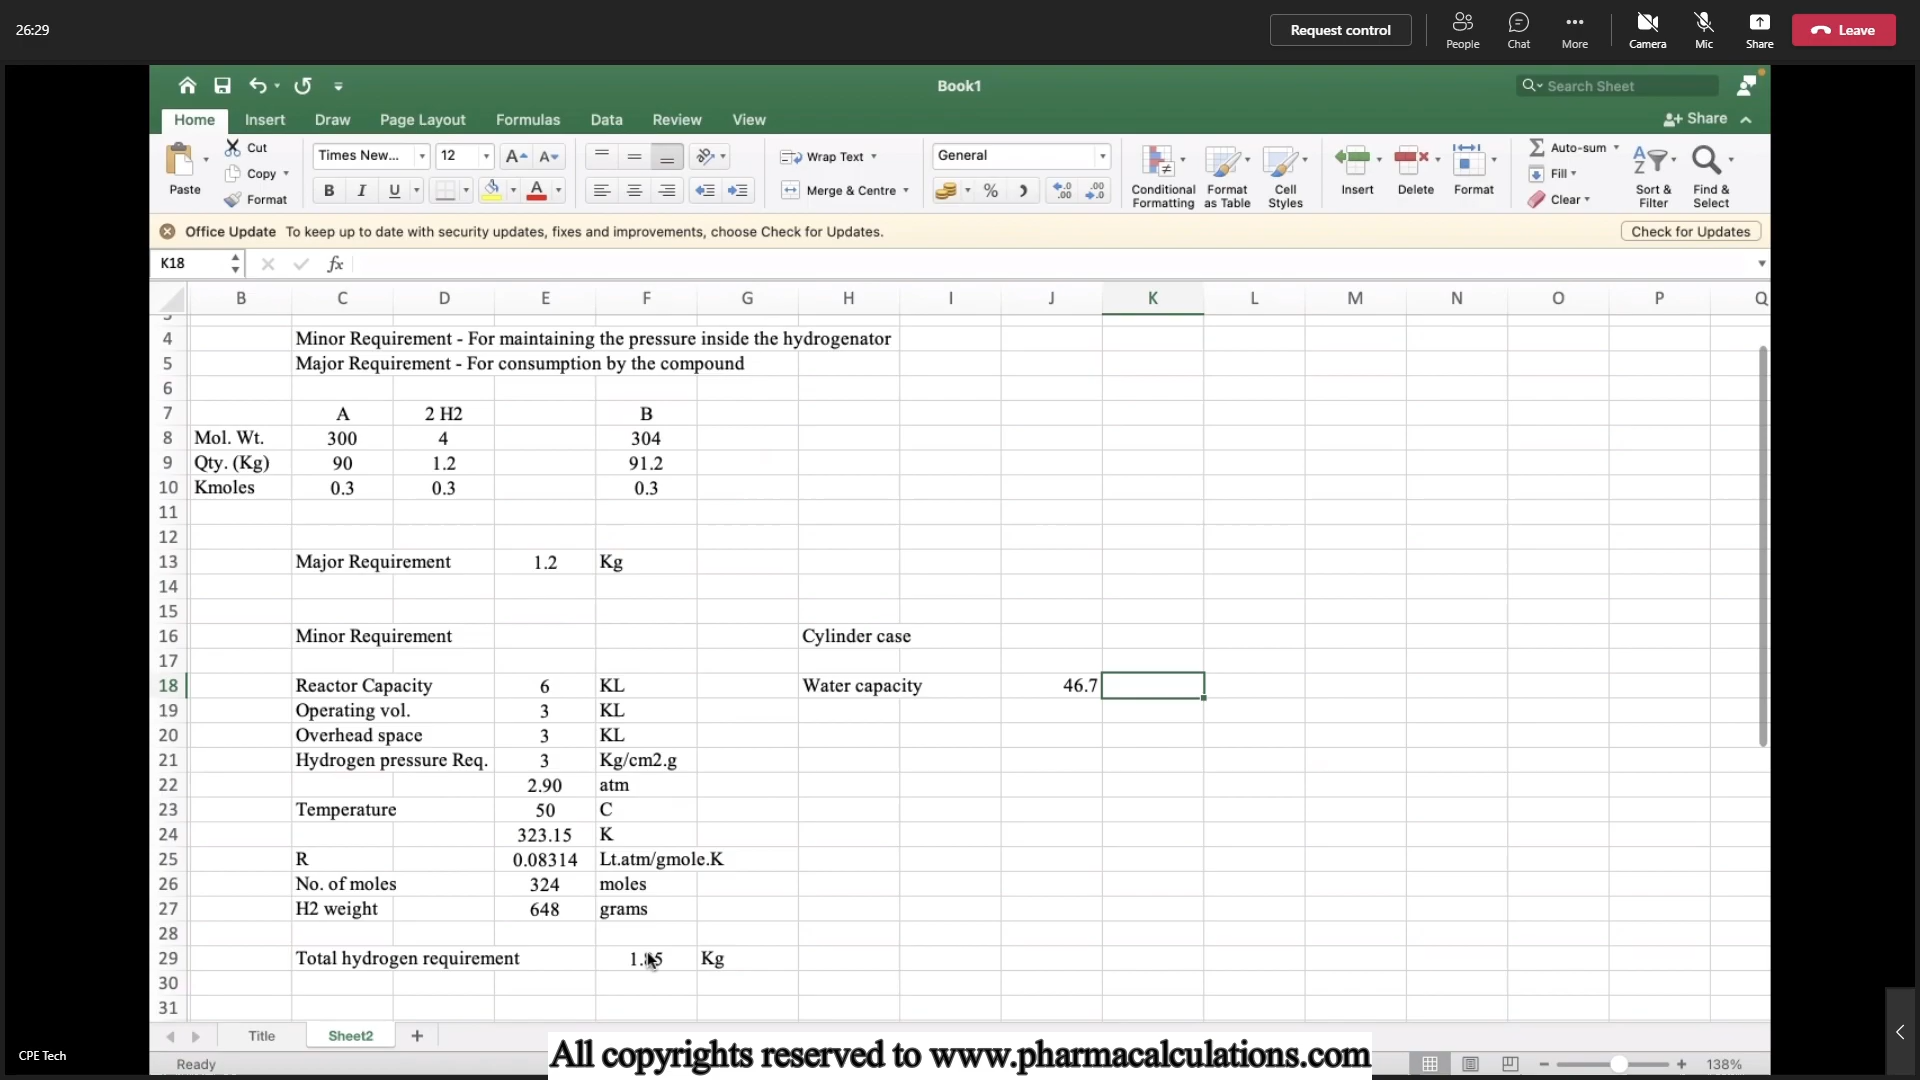 26:29
Request control
People
Chat
More
Camera
Mic
Share
Leave
Book1
Search Sheet
Home Insert Draw Page Layout Formulas Data Review View
Share
Paste
Cut
Copy
Format
Times New... 12
B I U
Wrap Text
Merge & Centre
General
Conditional Formatting
Format as Table
Cell Styles
Insert
Delete
Format
Auto-sum
Fill
Clear
Sort & Filter
Find & Select
Office Update To keep up to date with security updates, fixes and improvements, choose Check for Updates.
Check for Updates
K18 fx
B C D E F G H I J K L M N O P Q
4 Minor Requirement - For maintaining the pressure inside the hydrogenator
5 Major Requirement - For consumption by the compound
6
7 A 2 H2 B
8 Mol. Wt. 300 4 304
9 Qty. (Kg) 90 1.2 91.2
10 Kmoles 0.3 0.3 0.3
11
12
13 Major Requirement 1.2 Kg
14
15
16 Minor Requirement Cylinder case
17
18 Reactor Capacity 6 KL Water capacity 46.7
19 Operating vol. 3 KL
20 Overhead space 3 KL
21 Hydrogen pressure Req. 3 Kg/cm2.g
22 2.90 atm
23 Temperature 50 C
24 323.15 K
25 R 0.08314 Lt.atm/gmole.K
26 No. of moles 324 moles
27 H2 weight 648 grams
28
29 Total hydrogen requirement Kg
30
31
Title Sheet2 +
CPE Tech
Ready
All copyrights reserved to www.pharmacalculations.com
138%